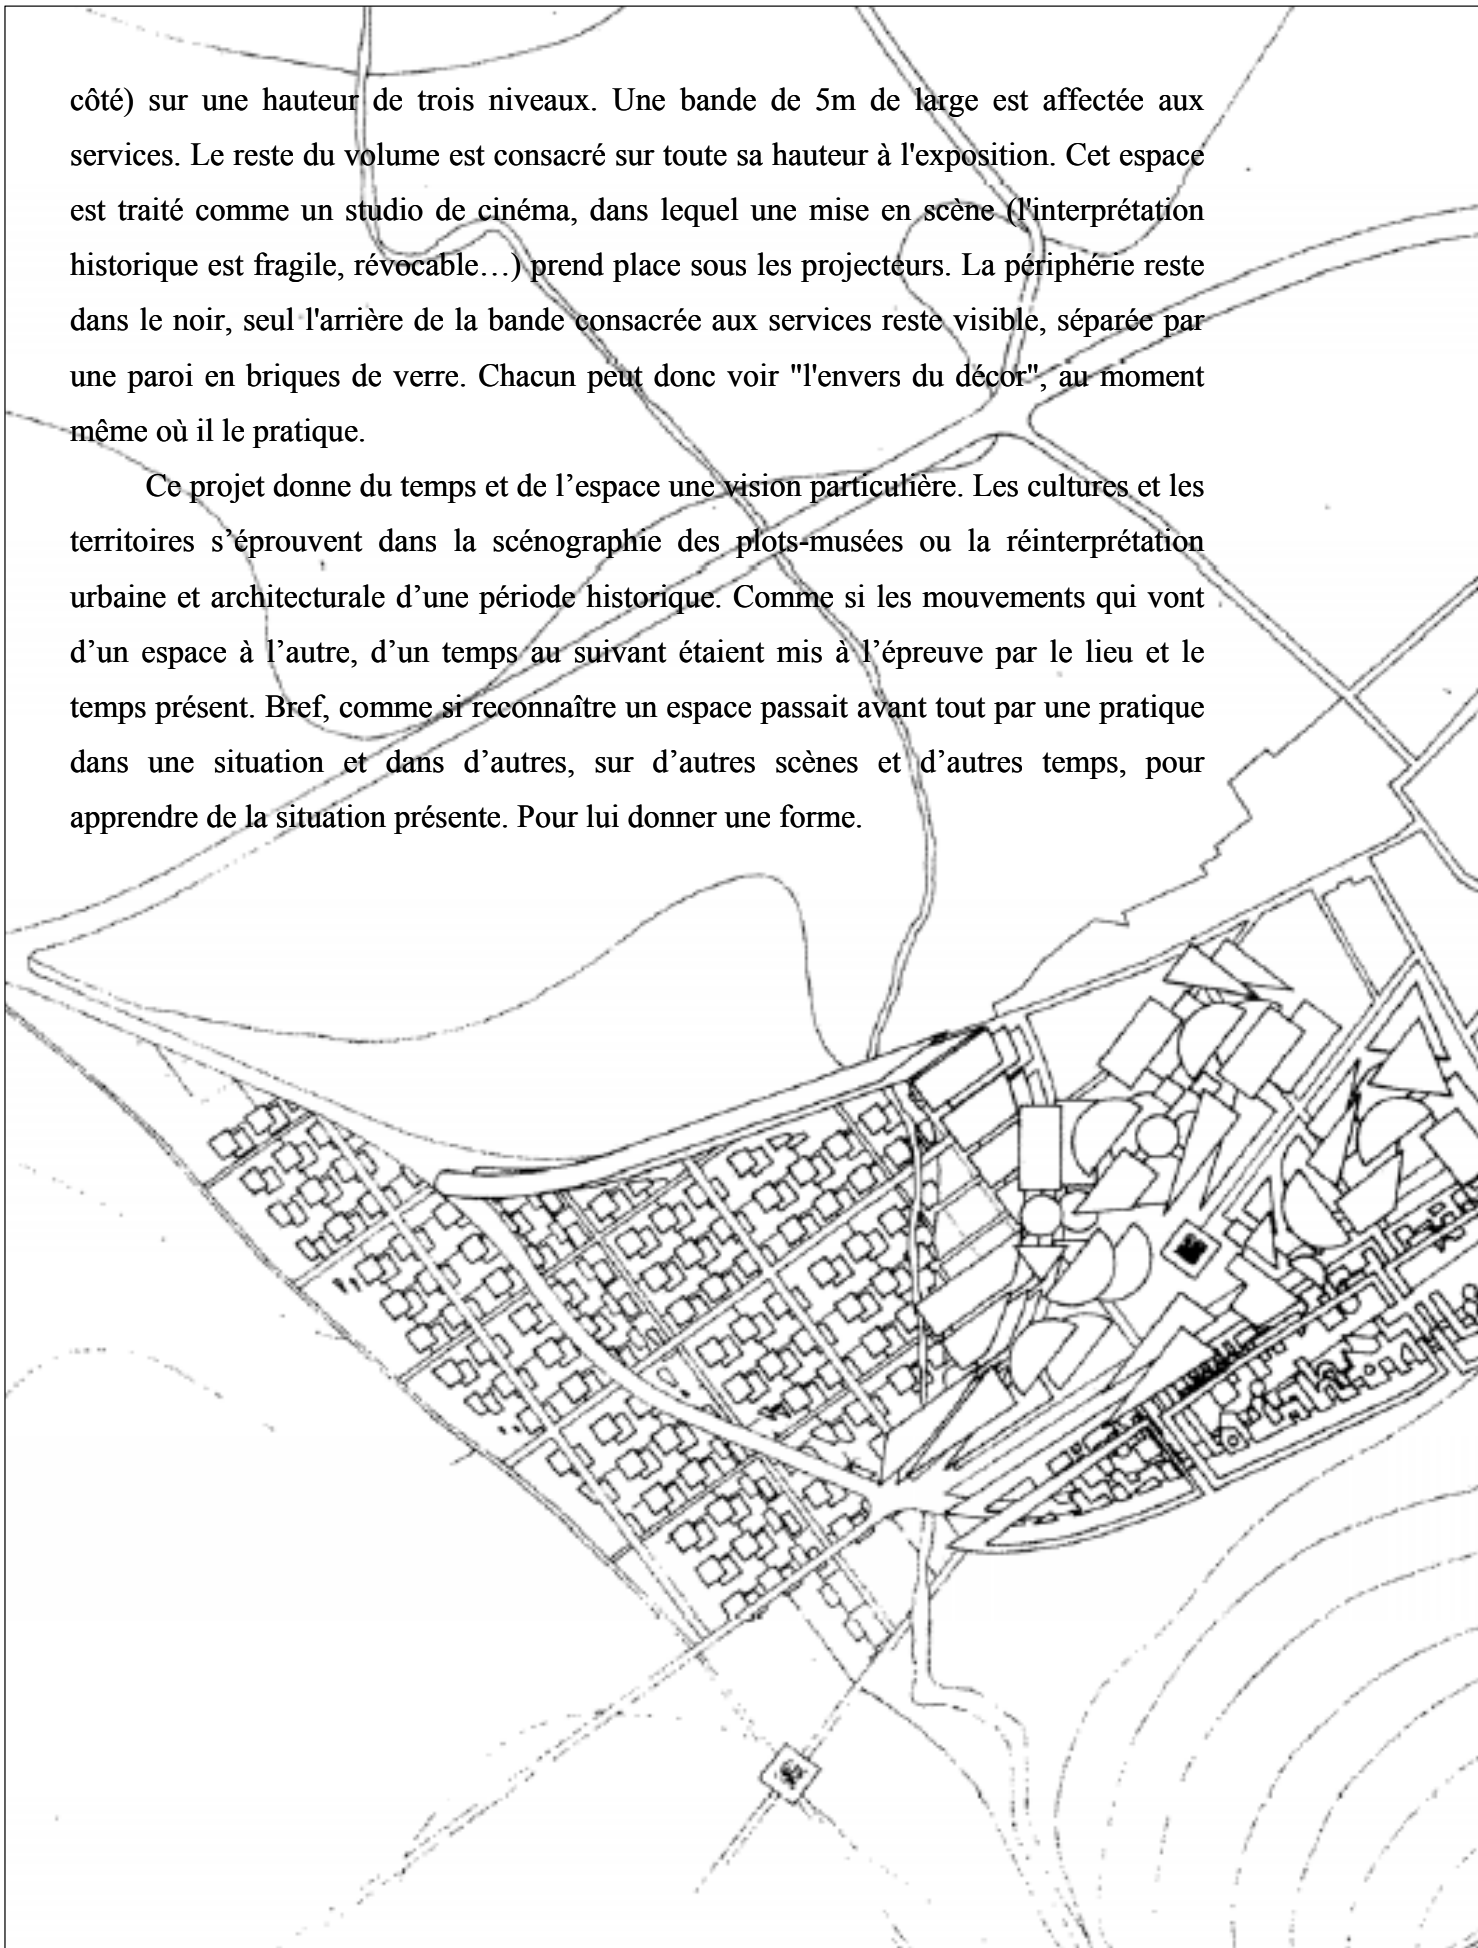 côté) sur une hauteur de trois niveaux. Une bande de 5m de large est affectée aux
services. Le reste du volume est consacré sur toute sa hauteur à l'exposition. Cet espace
est traité comme un studio de cinéma, dans lequel une mise en scène (l'interprétation
historique est fragile, révocable…) prend place sous les projecteurs. La périphérie reste
dans le noir, seul l'arrière de la bande consacrée aux services reste visible, séparée par
une paroi en briques de verre. Chacun peut donc voir "l'envers du décor", au moment
même où il le pratique.
Ce projet donne du temps et de l’espace une vision particulière. Les cultures et les
territoires s’éprouvent dans la scénographie des plots-musées ou la réinterprétation
urbaine et architecturale d’une période historique. Comme si les mouvements qui vont
d’un espace à l’autre, d’un temps au suivant étaient mis à l’épreuve par le lieu et le
temps présent. Bref, comme si reconnaître un espace passait avant tout par une pratique
dans une situation et dans d’autres, sur d’autres scènes et d’autres temps, pour
apprendre de la situation présente. Pour lui donner une forme.